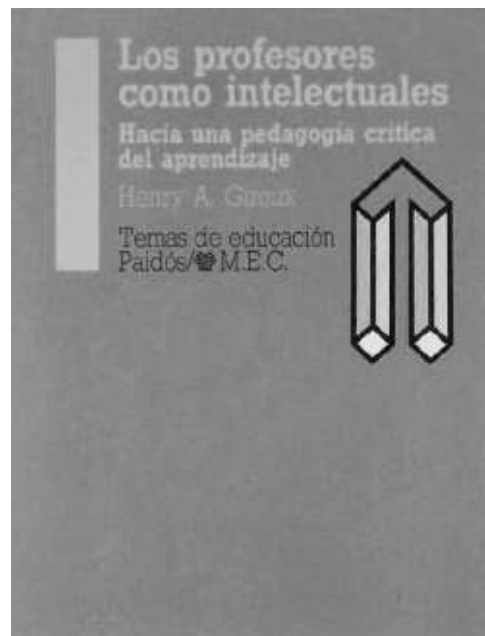 Los profesores
como intelectuales
Hacia una pedagogía crítica
del aprendizaje
Henry A. Giroux
Temas de educación
Paidós/M.E.C.